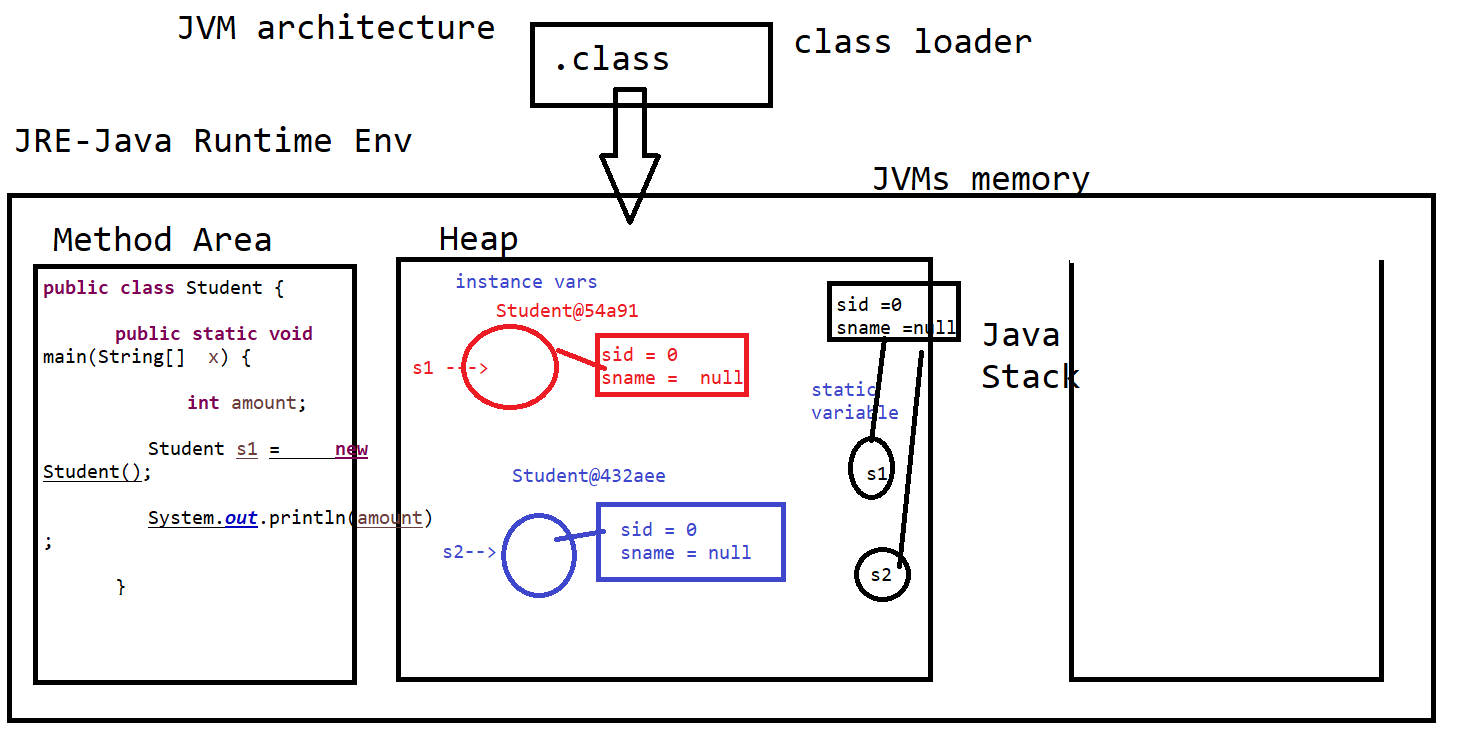 JVM architecture
.class
class loader
JRE-Java Runtime Env
JVMs memory
Method Area
public class Student {
public static void
main(String[] x) {
int amount;
Student s1 = new
Student();
System.out.println(amount)
;
}
Heap
instance vars
Student@54a91
s1 --->
sid = 0
sname = null
Student@432aee
s2-->
sid = 0
sname = null
sid =0
sname =null
static
variable
s1
s2
Java
Stack